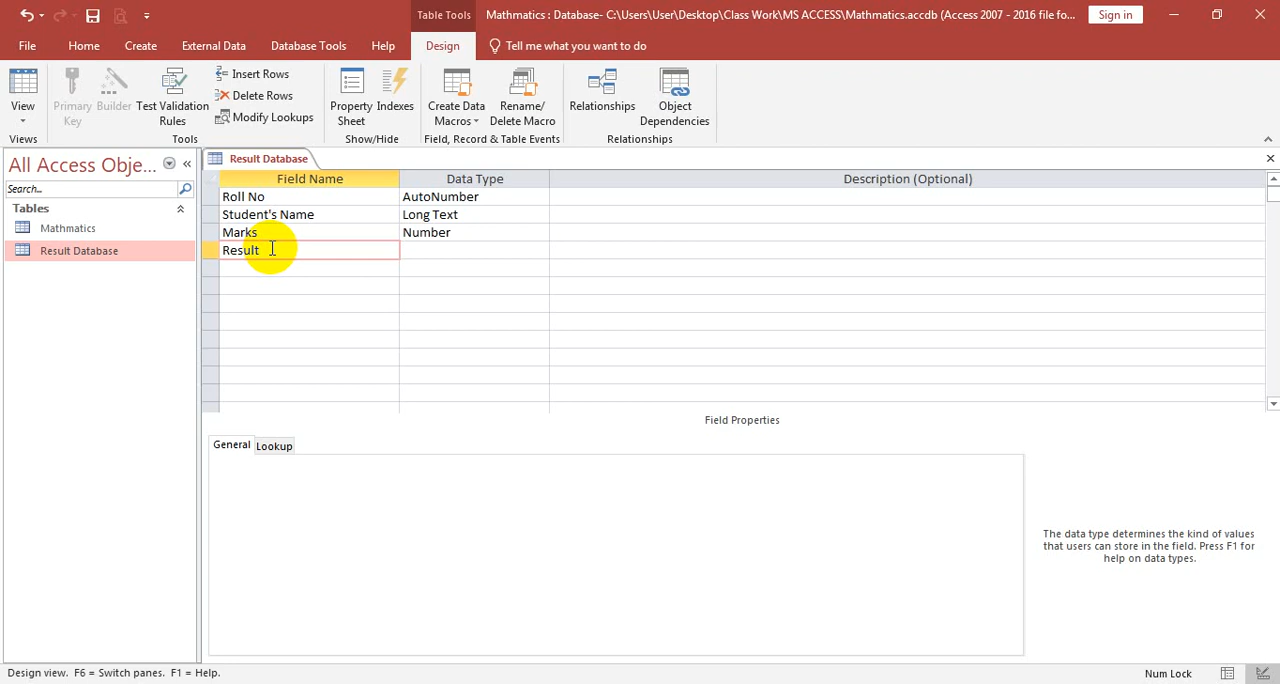 Table Tools
Mathmatics : Database- C:\Users\User\Desktop\Class Work\MS ACCESS\Mathmatics.accdb (Access 2007 - 2016 file fo...
Sign in
File Home Create External Data Database Tools Help Design Tell me what you want to do
View
Views
Primary Key
Builder
Test Validation Rules
Insert Rows
Delete Rows
Modify Lookups
Tools
Property Sheet
Indexes
Show/Hide
Create Data Macros
Rename/ Delete Macro
Field, Record & Table Events
Relationships
Object Dependencies
Relationships
All Access Obje...
Search...
Tables
Mathmatics
Result Database
Result Database
Field Name Data Type Description (Optional)
Roll No AutoNumber
Student's Name Long Text
Marks Number
Result
Field Properties
General Lookup
The data type determines the kind of values
that users can store in the field. Press F1 for
help on data types.
Design view. F6 = Switch panes. F1 = Help.
Num Lock